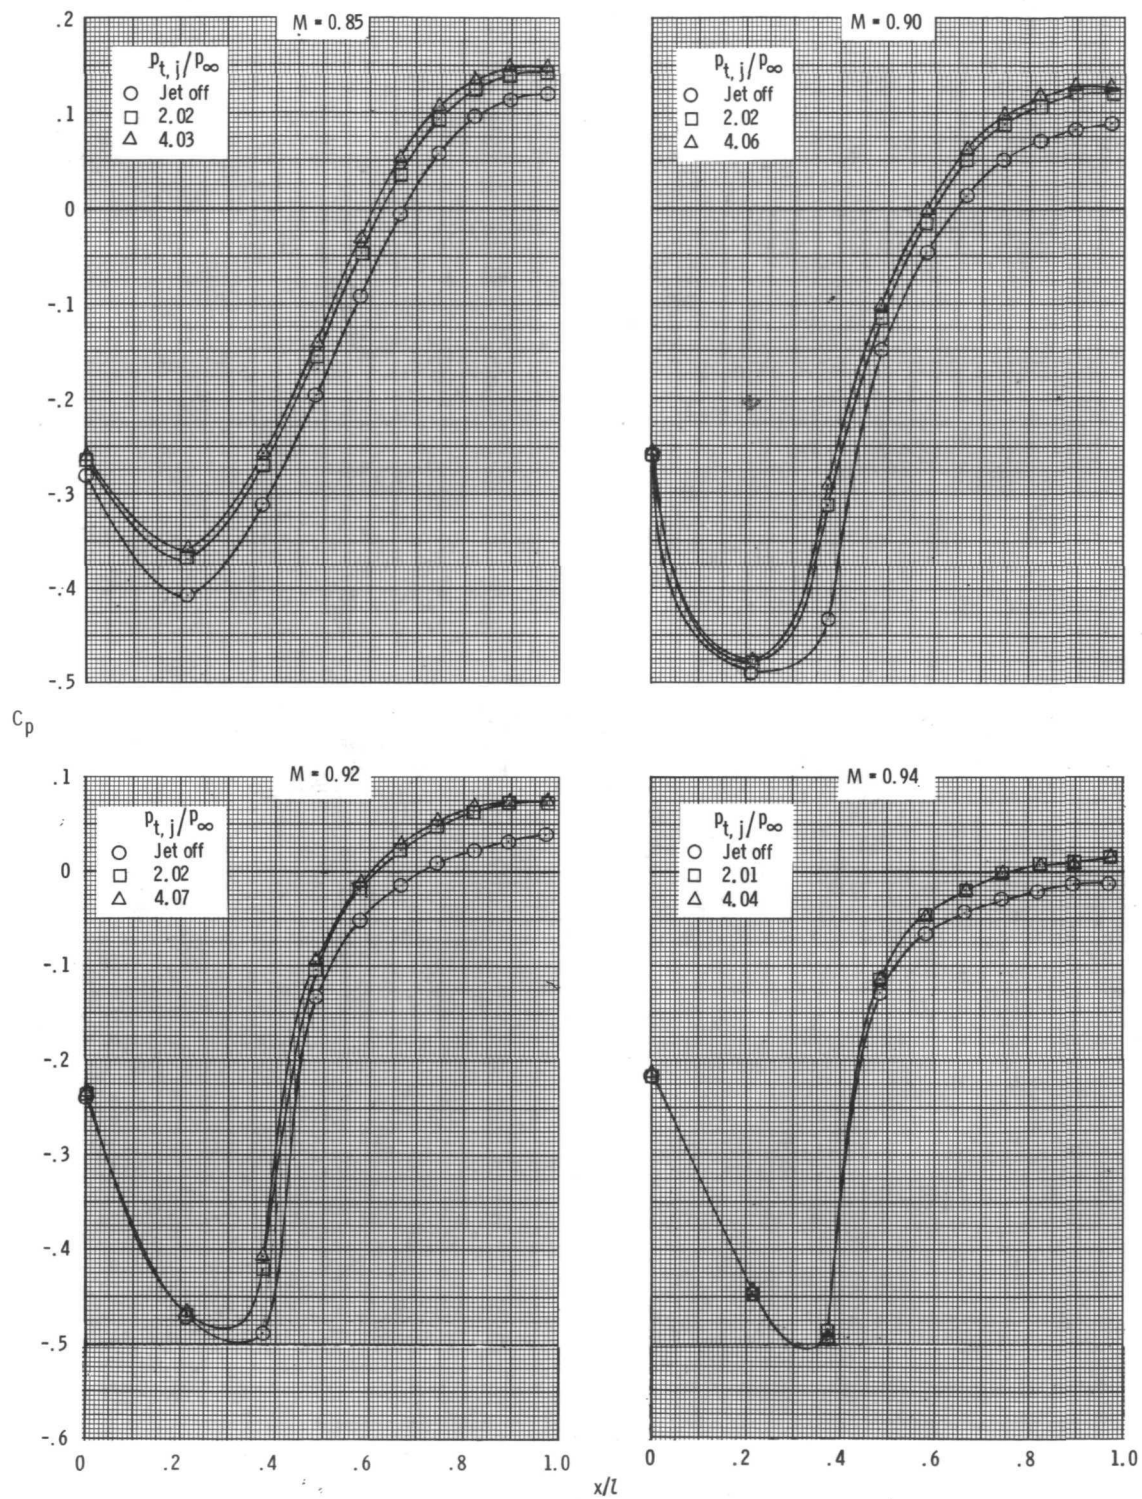 M = 0.85
p_t,j/p_∞
Jet off
2.02
4.03
.2
.1
0
-.1
-.2
-.3
-.4
-.5
M = 0.90
p_t,j/p_∞
Jet off
2.02
4.06
C_p
M = 0.92
p_t,j/p_∞
Jet off
2.02
4.07
.1
0
-.1
-.2
-.3
-.4
-.5
-.6
0 .2 .4 .6 .8 1.0
M = 0.94
p_t,j/p_∞
Jet off
2.01
4.04
0 .2 .4 .6 .8 1.0
x/l